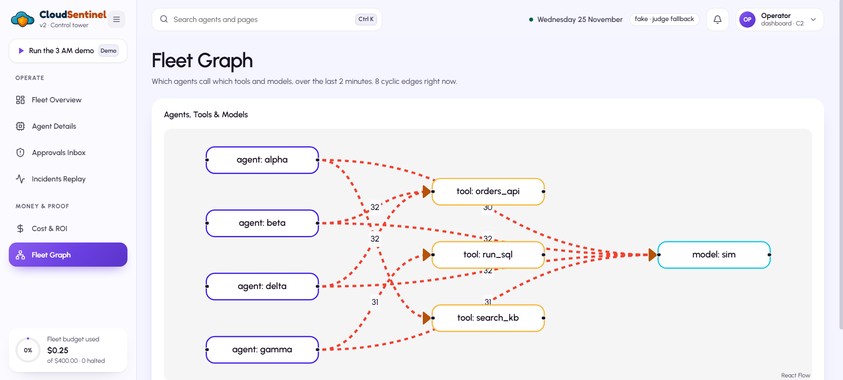 CloudSentinel
v2 · Control tower
Run the 3 AM demo
Demo
OPERATE
Fleet Overview
Agent Details
Approvals Inbox
Incidents Replay
MONEY & PROOF
Cost & ROI
Fleet Graph
0%
Fleet budget used
$0.25
of $400.00 · 0 halted
Search agents and pages
Ctrl K
Wednesday 25 November
fake · judge fallback
OP
Operator
dashboard · C2
Fleet Graph
Which agents call which tools and models, over the last 2 minutes. 8 cyclic edges right now.
Agents, Tools & Models
agent: alpha
agent: beta
agent: delta
agent: gamma
32
32
31
tool: orders_api
30
32
tool: run_sql
32
31
tool: search_kb
model: sim
React Flow